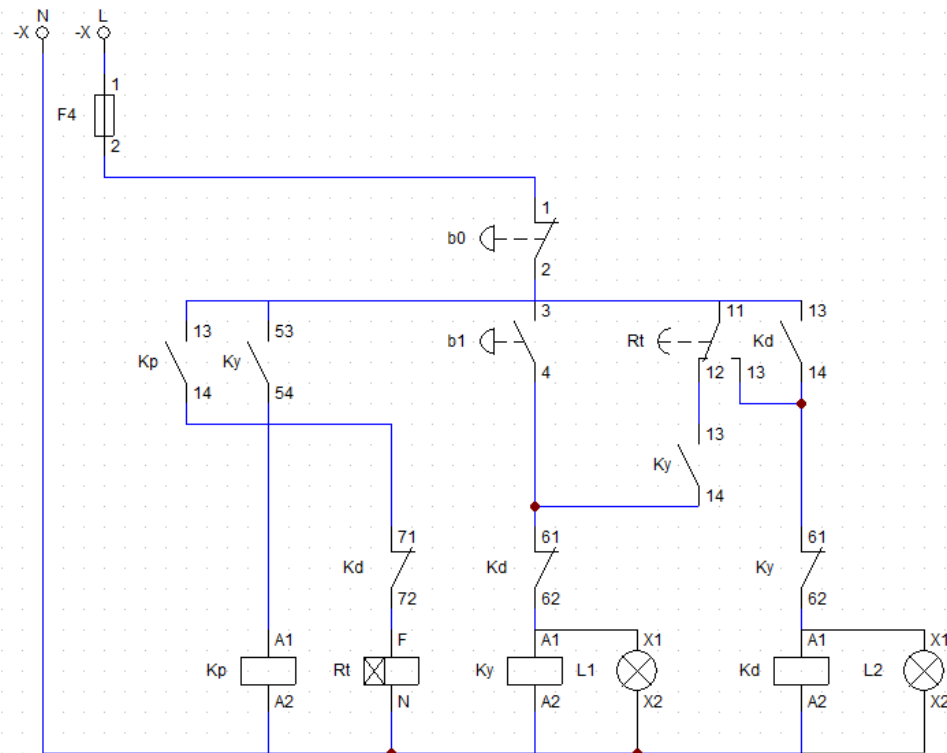 N L
-X -X
1
F4
2
1
b0
2
3 11 13
13 53
b1 Rt Kd
Kp Ky
4 12 13 14
14 54
13
Ky
14
71 61 61
Kd Kd Ky
72 62 62
A1 F A1 X1 A1 X1
Kp Rt Ky L1 Kd L2
A2 N A2 X2 A2 X2